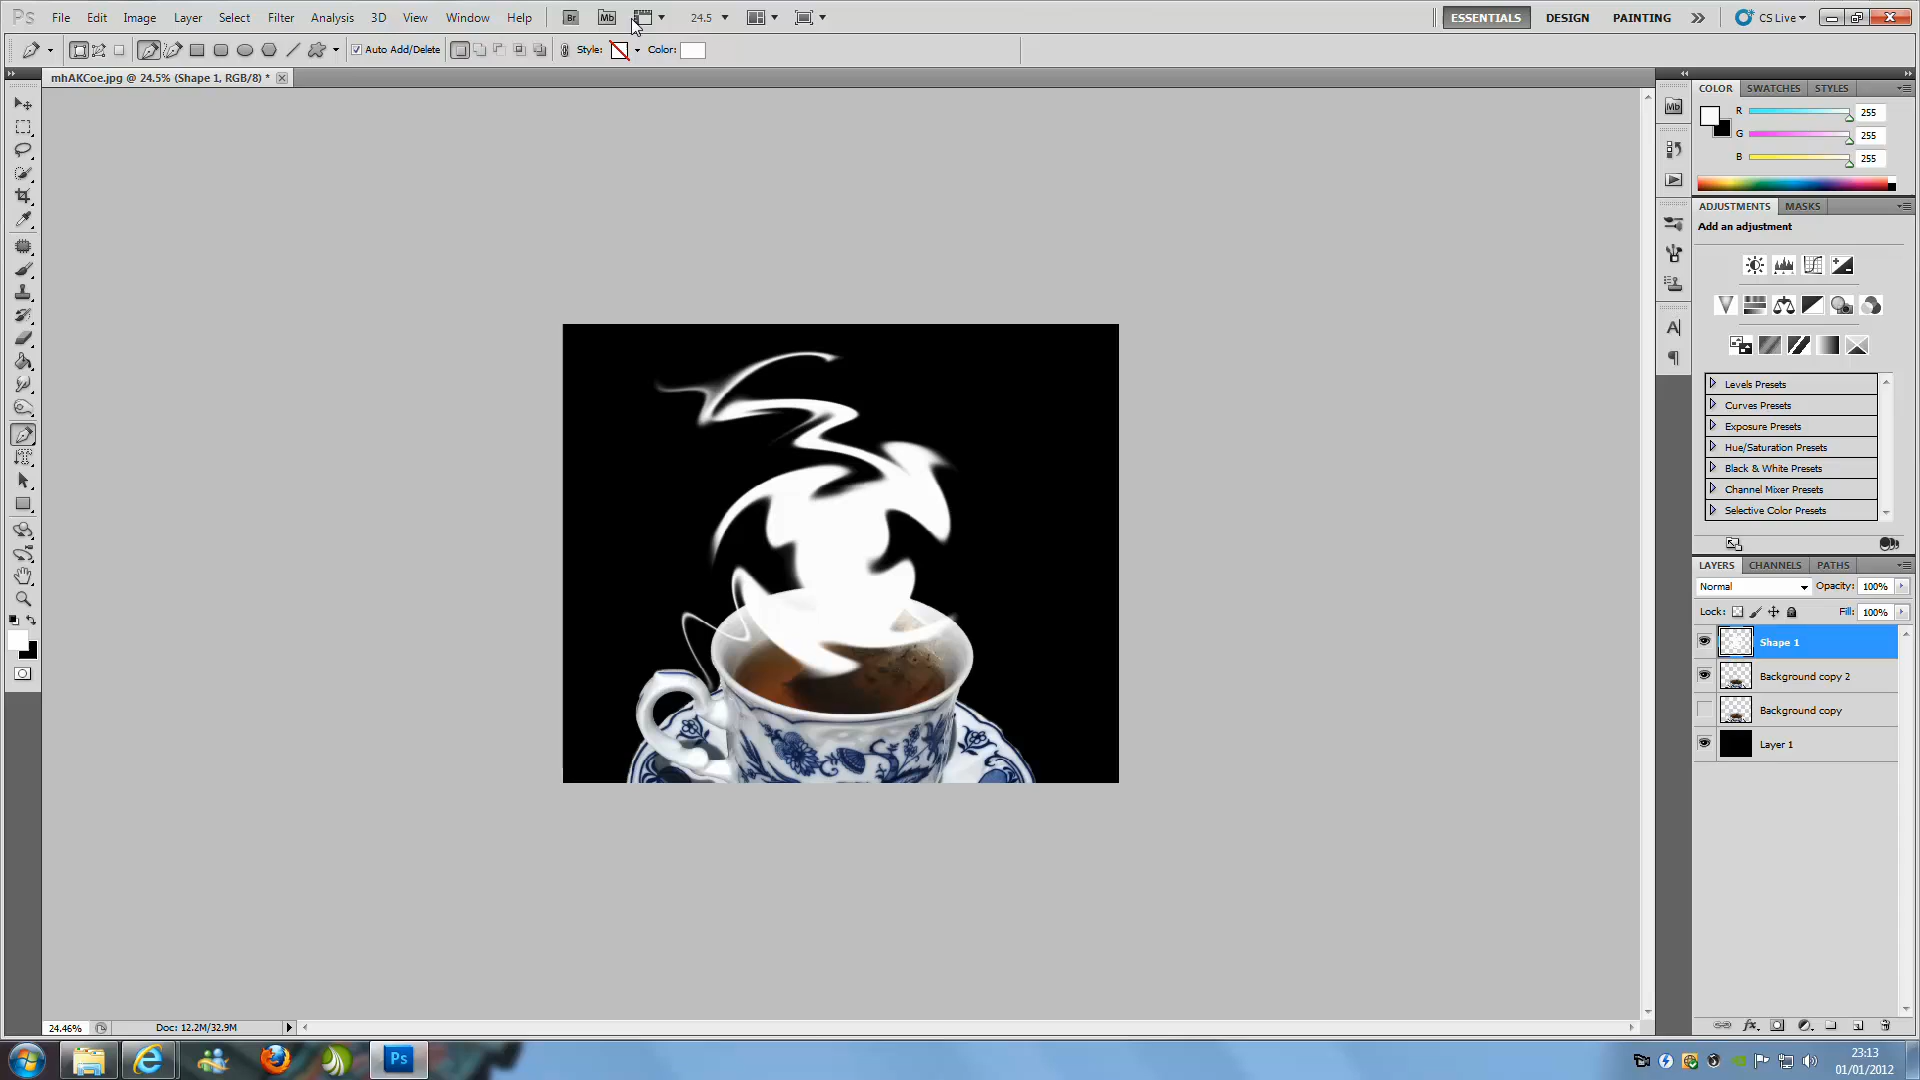 Ps File Edit Image Layer Select Filter Analysis 3D View Window Help Br Mb 24.5 ESSENTIALS DESIGN PAINTING CS Live
Auto Add/Delete Style: Color:
mhAKCoe.jpg @ 24.5% (Shape 1, RGB/8) *
COLOR SWATCHES STYLES
Mb
R 255
G 255
B 255
ADJUSTMENTS MASKS
Add an adjustment
Levels Presets
Curves Presets
Exposure Presets
Hue/Saturation Presets
Black & White Presets
Channel Mixer Presets
Selective Color Presets
LAYERS CHANNELS PATHS
Normal Opacity: 100%
Lock: Fill: 100%
Shape 1
Background copy 2
Background copy
Layer 1
24.46% Doc: 12.2M/32.9M
Ps
23:13
01/01/2012